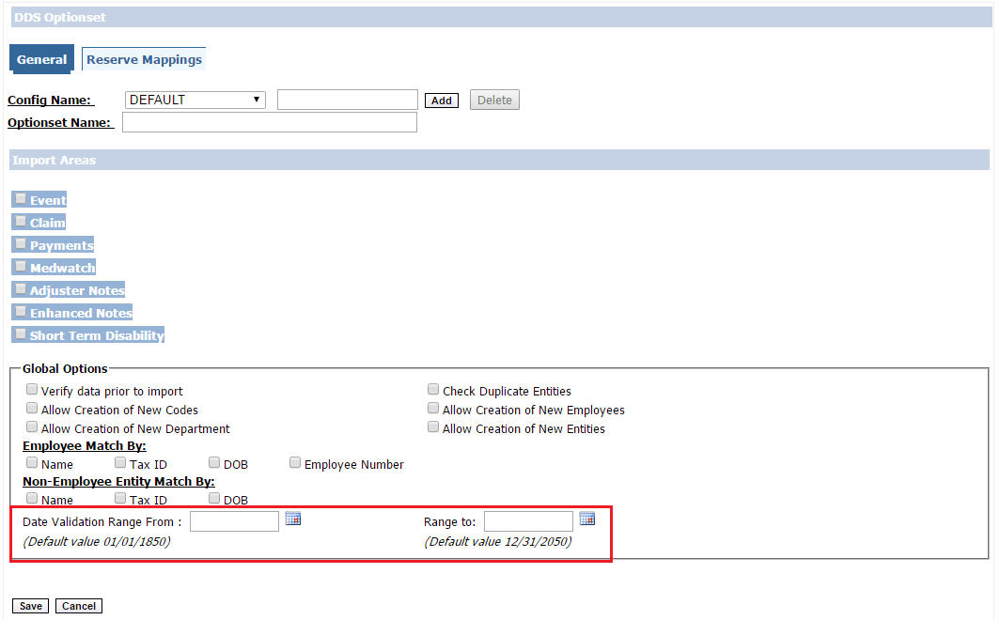 DDS Optionset
General Reserve Mappings
Config Name: DEFAULT Add Delete
Optionset Name:
Import Areas
Event
Claim
Payments
Medwatch
Adjuster Notes
Enhanced Notes
Short Term Disability
Global Options
Verify data prior to import Check Duplicate Entities
Allow Creation of New Codes Allow Creation of New Employees
Allow Creation of New Department Allow Creation of New Entities
Employee Match By:
Name Tax ID DOB Employee Number
Non-Employee Entity Match By:
Name Tax ID DOB
Date Validation Range From : Range to:
(Default value 01/01/1850) (Default value 12/31/2050)
Save Cancel